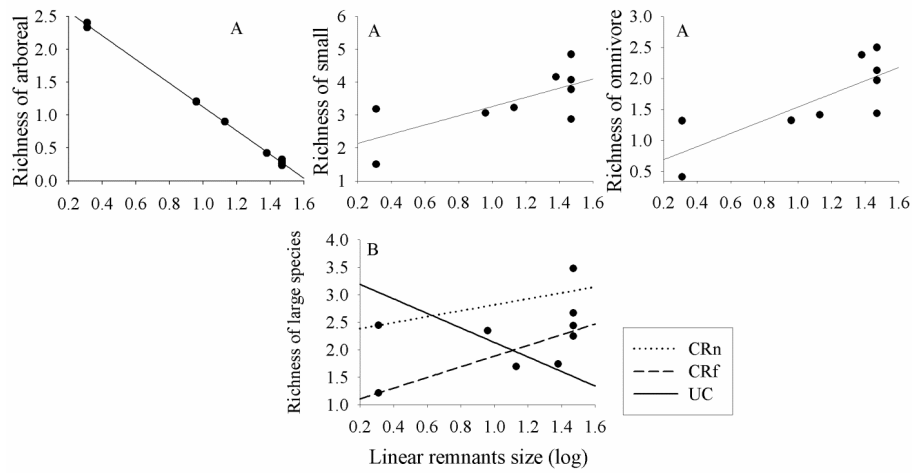 Richness of arboreal
2.5
2.0
1.5
1.0
0.5
0.0
A
0.2 0.4 0.6 0.8 1.0 1.2 1.4 1.6
Richness of small
6
5
4
3
2
1
A
0.2 0.4 0.6 0.8 1.0 1.2 1.4 1.6
Richness of omnivore
3.0
2.5
2.0
1.5
1.0
0.5
A
0.2 0.4 0.6 0.8 1.0 1.2 1.4 1.6
Richness of large species
4.0
3.5
3.0
2.5
2.0
1.5
1.0
B
0.2 0.4 0.6 0.8 1.0 1.2 1.4 1.6
Linear remnants size (log)
CRn
CRf
UC